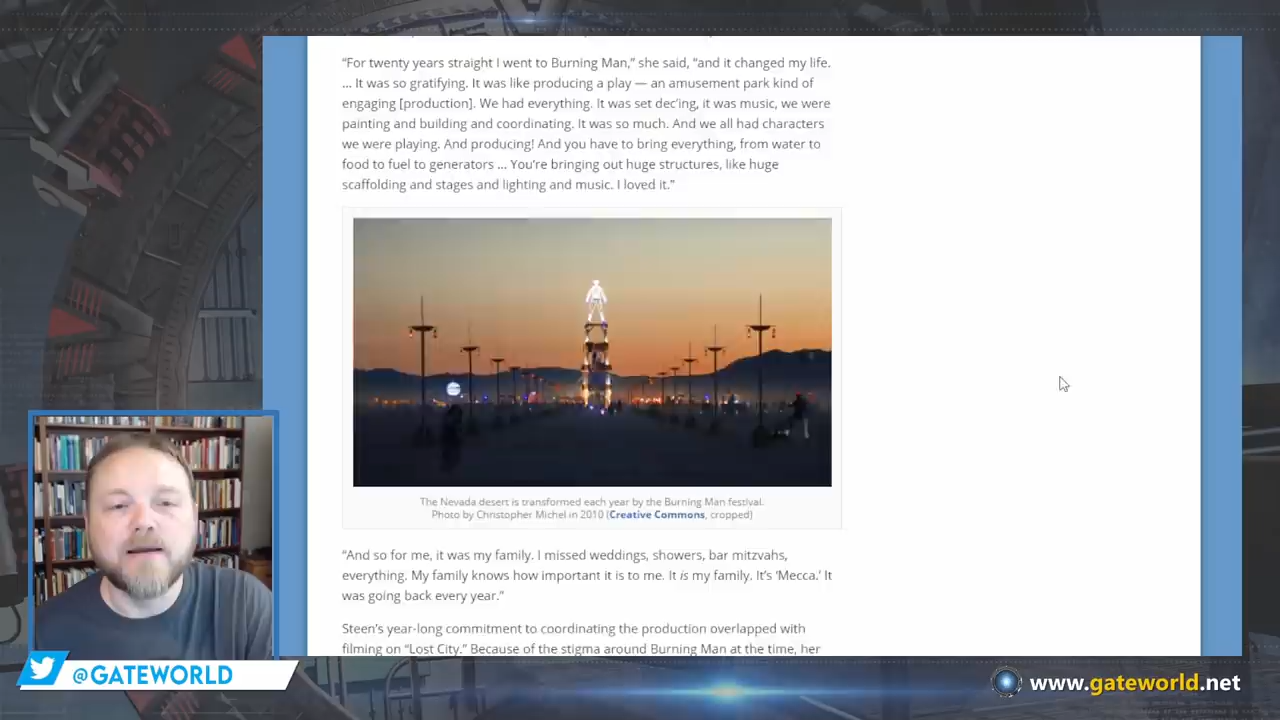 “For twenty years straight I went to Burning Man,” she said, “and it changed my life.
... It was so gratifying. It was like producing a play — an amusement park kind of
engaging [production]. We had everything. It was set dec’ing, it was music, we were
painting and building and coordinating. It was so much. And we all had characters
we were playing. And producing! And you have to bring everything, from water to
food to fuel to generators ... You’re bringing out huge structures, like huge
scaffolding and stages and lighting and music. I loved it.”
The Nevada desert is transformed each year by the Burning Man festival.
Photo by Christopher Michel in 2010 (Creative Commons, cropped)
“And so for me, it was my family. I missed weddings, showers, bar mitzvahs,
everything. My family knows how important it is to me. It is my family. It’s ‘Mecca.’ It
was going back every year.”
Steen’s year-long commitment to coordinating the production overlapped with
filming on “Lost City.” Because of the stigma around Burning Man at the time, her
@GATEWORLD
www.gateworld.net